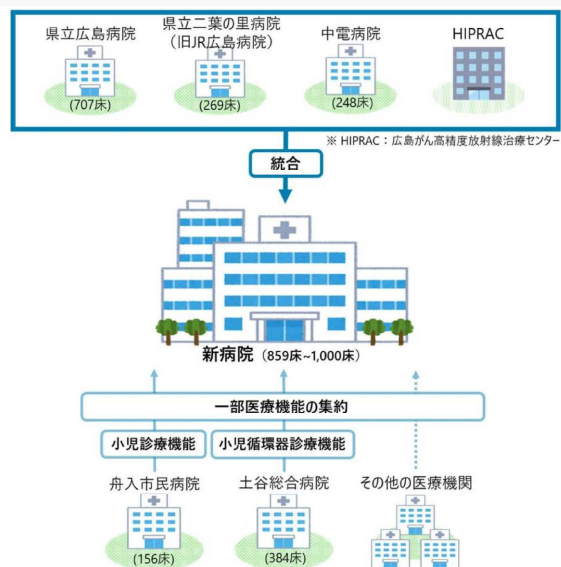 県立広島病院
県立二葉の里病院
(旧JR広島病院)
中電病院
HIPRAC
(707床)
(269床)
(248床)
※ HIPRAC：広島がん高精度放射線治療センター
統合
新病院 (859床~1,000床)
一部医療機能の集約
小児診療機能
小児循環器診療機能
舟入市民病院
土谷総合病院
その他の医療機関
(156床)
(384床)